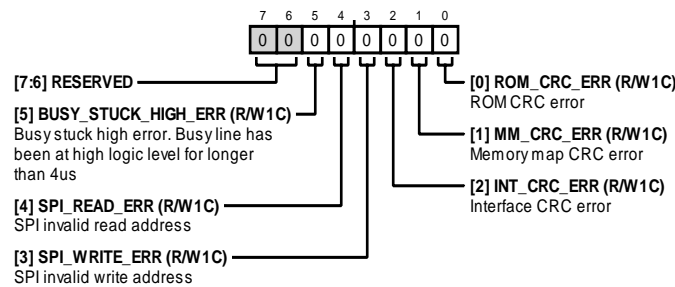 7 6 5 4 3 2 1 0
0 0 0 0 0 0 0 0
[7:6] RESERVED
[5] BUSY_STUCK_HIGH_ERR (R/W1C)
Busy stuck high error. Busy line has
been at high logic level for longer
than 4us
[4] SPI_READ_ERR (R/W1C)
SPI invalid read address
[3] SPI_WRITE_ERR (R/W1C)
SPI invalid write address
[0] ROM_CRC_ERR (R/W1C)
ROM CRC error
[1] MM_CRC_ERR (R/W1C)
Memory map CRC error
[2] INT_CRC_ERR (R/W1C)
Interface CRC error